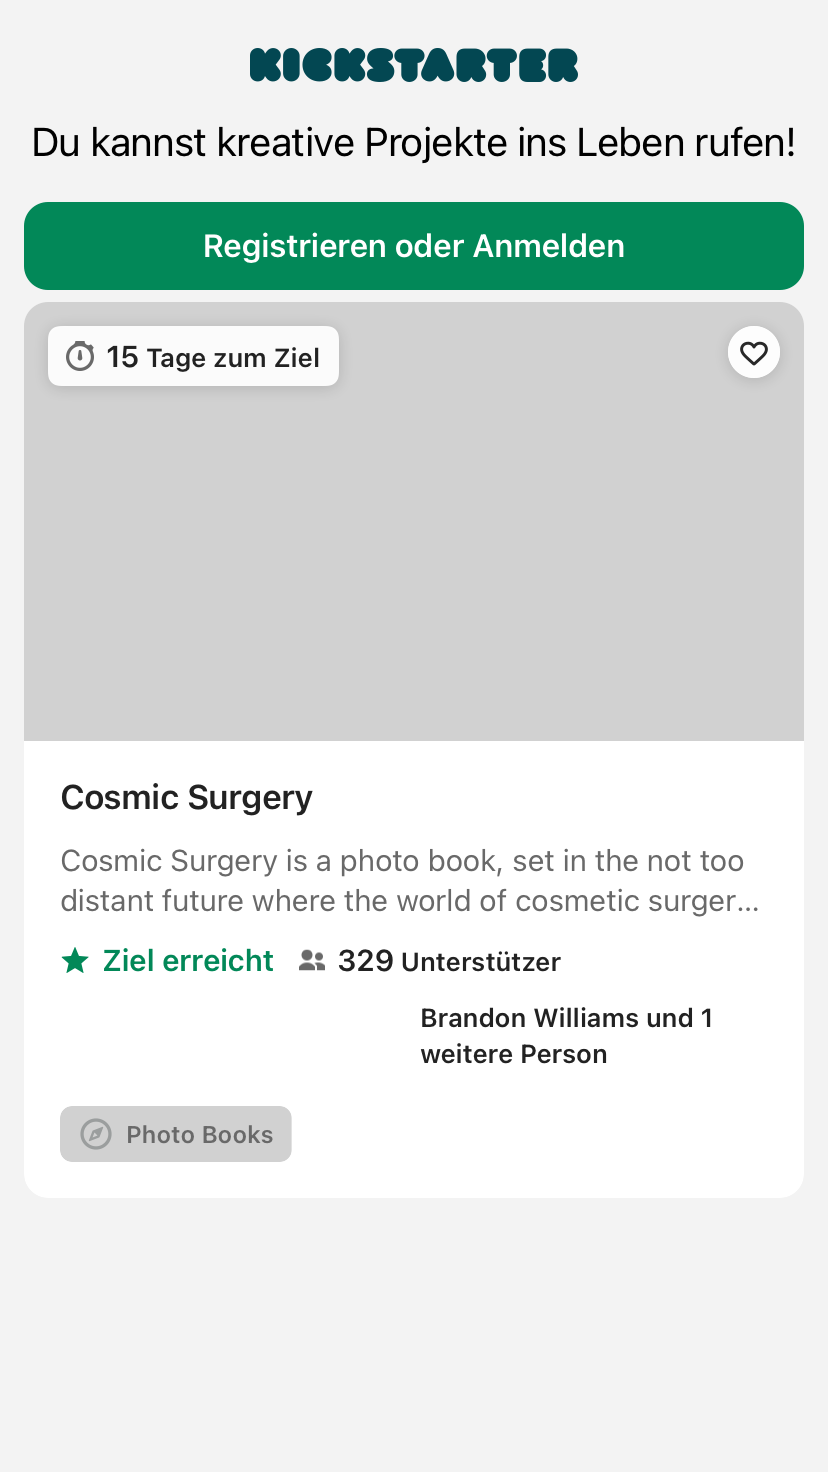 KICKSTARTER
Du kannst kreative Projekte ins Leben rufen!
Registrieren oder Anmelden
15 Tage zum Ziel
Cosmic Surgery
Cosmic Surgery is a photo book, set in the not too
distant future where the world of cosmetic surger...
Ziel erreicht 329 Unterstützer
Brandon Williams und 1
weitere Person
Photo Books